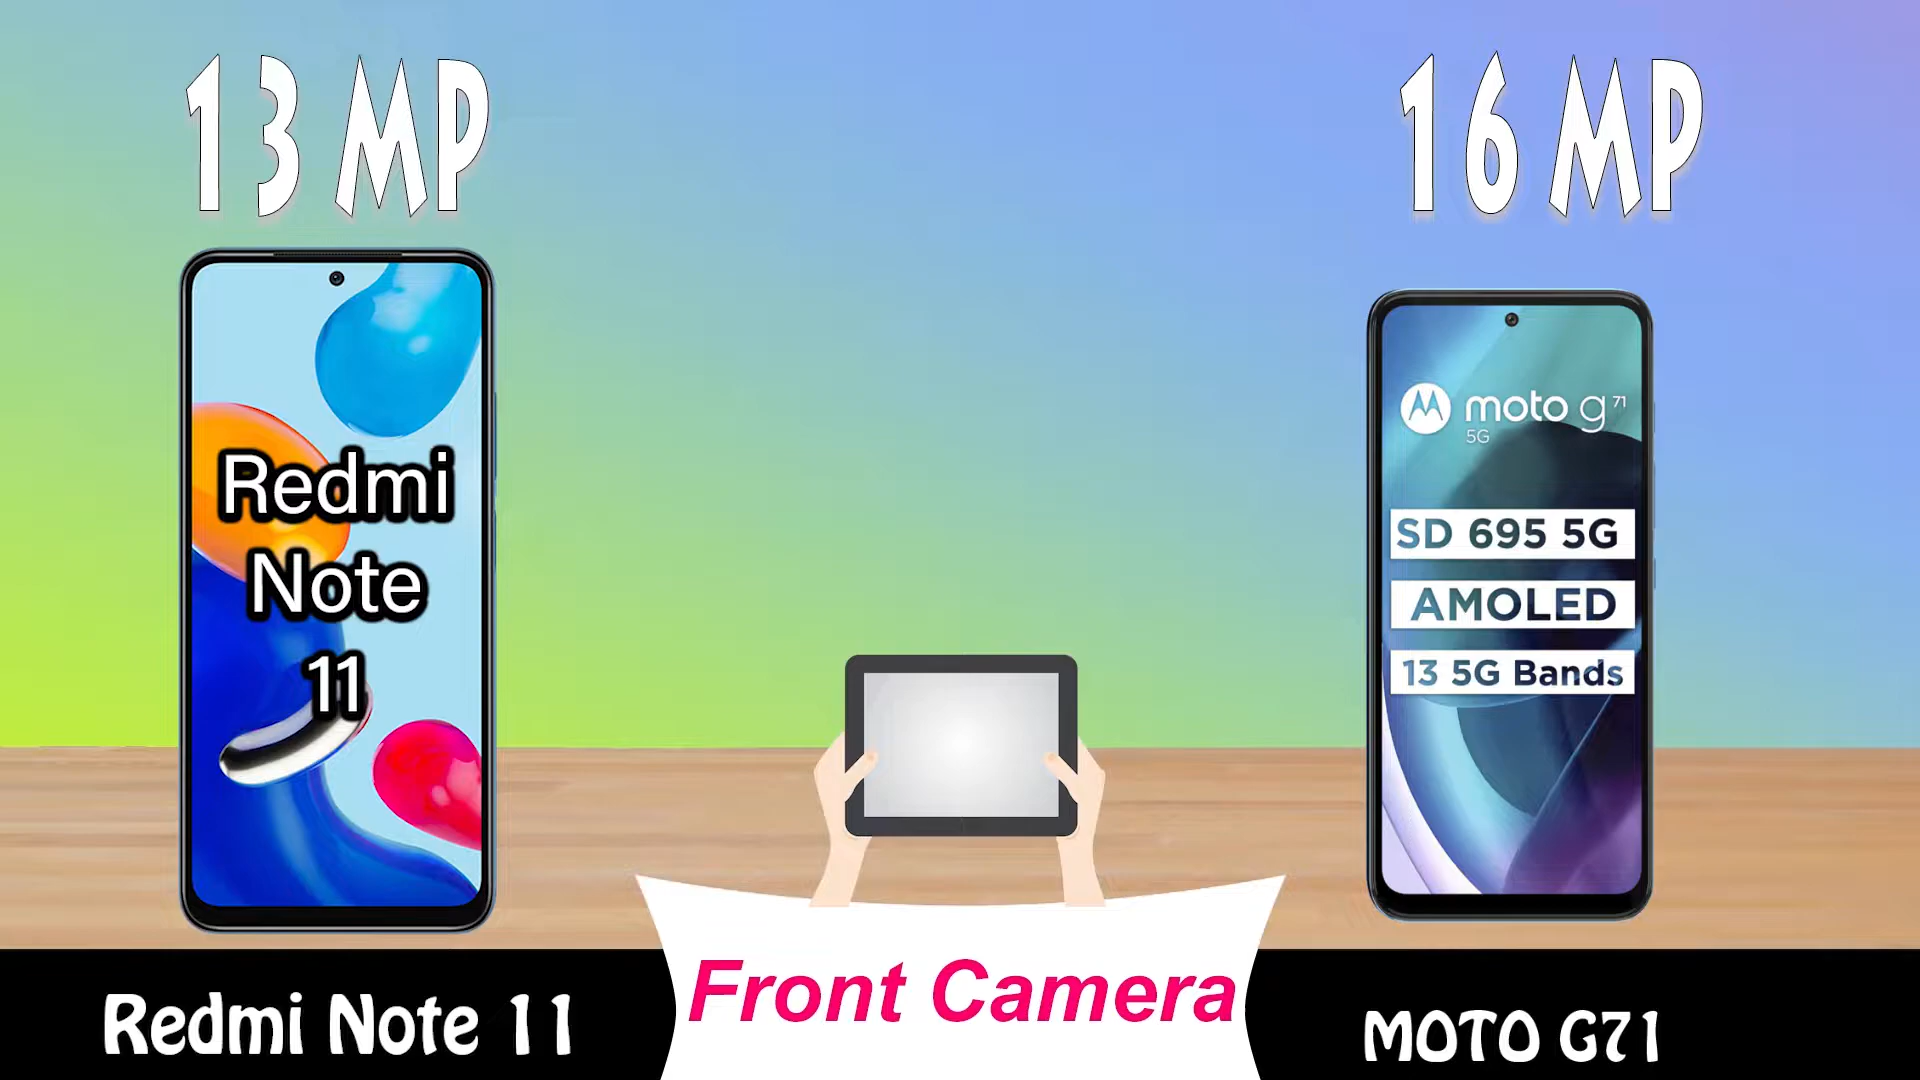 13 MP
16 MP
Redmi
Note
11
moto g 71
5G
SD 695 5G
AMOLED
13 5G Bands
Front Camera
Redmi Note 11
MOTO G71